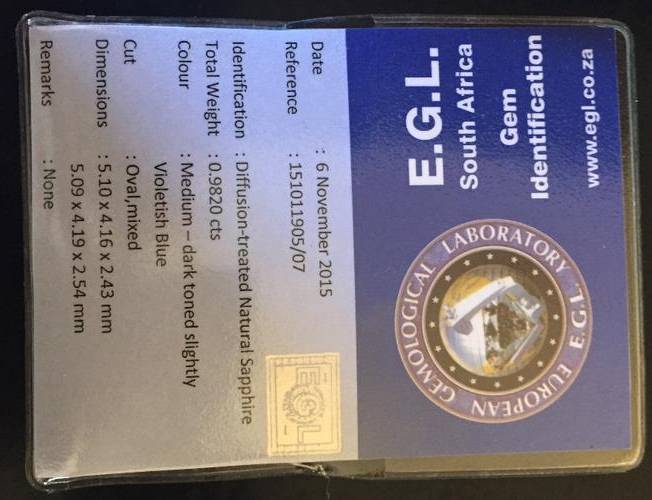 E.G.L.
South Africa
Gem
Identification
www.egl.co.za
EUROPEAN GEMOLOGICAL LABORATORY E.G.L.
Date : 6 November 2015
Reference : 151011905/07
Identification : Diffusion-treated Natural Sapphire
Total Weight : 0.9820 cts
Colour : Medium – dark toned slightly
Violetish Blue
Cut : Oval,mixed
Dimensions : 5.10 x 4.16 x 2.43 mm
5.09 x 4.19 x 2.54 mm
Remarks : None